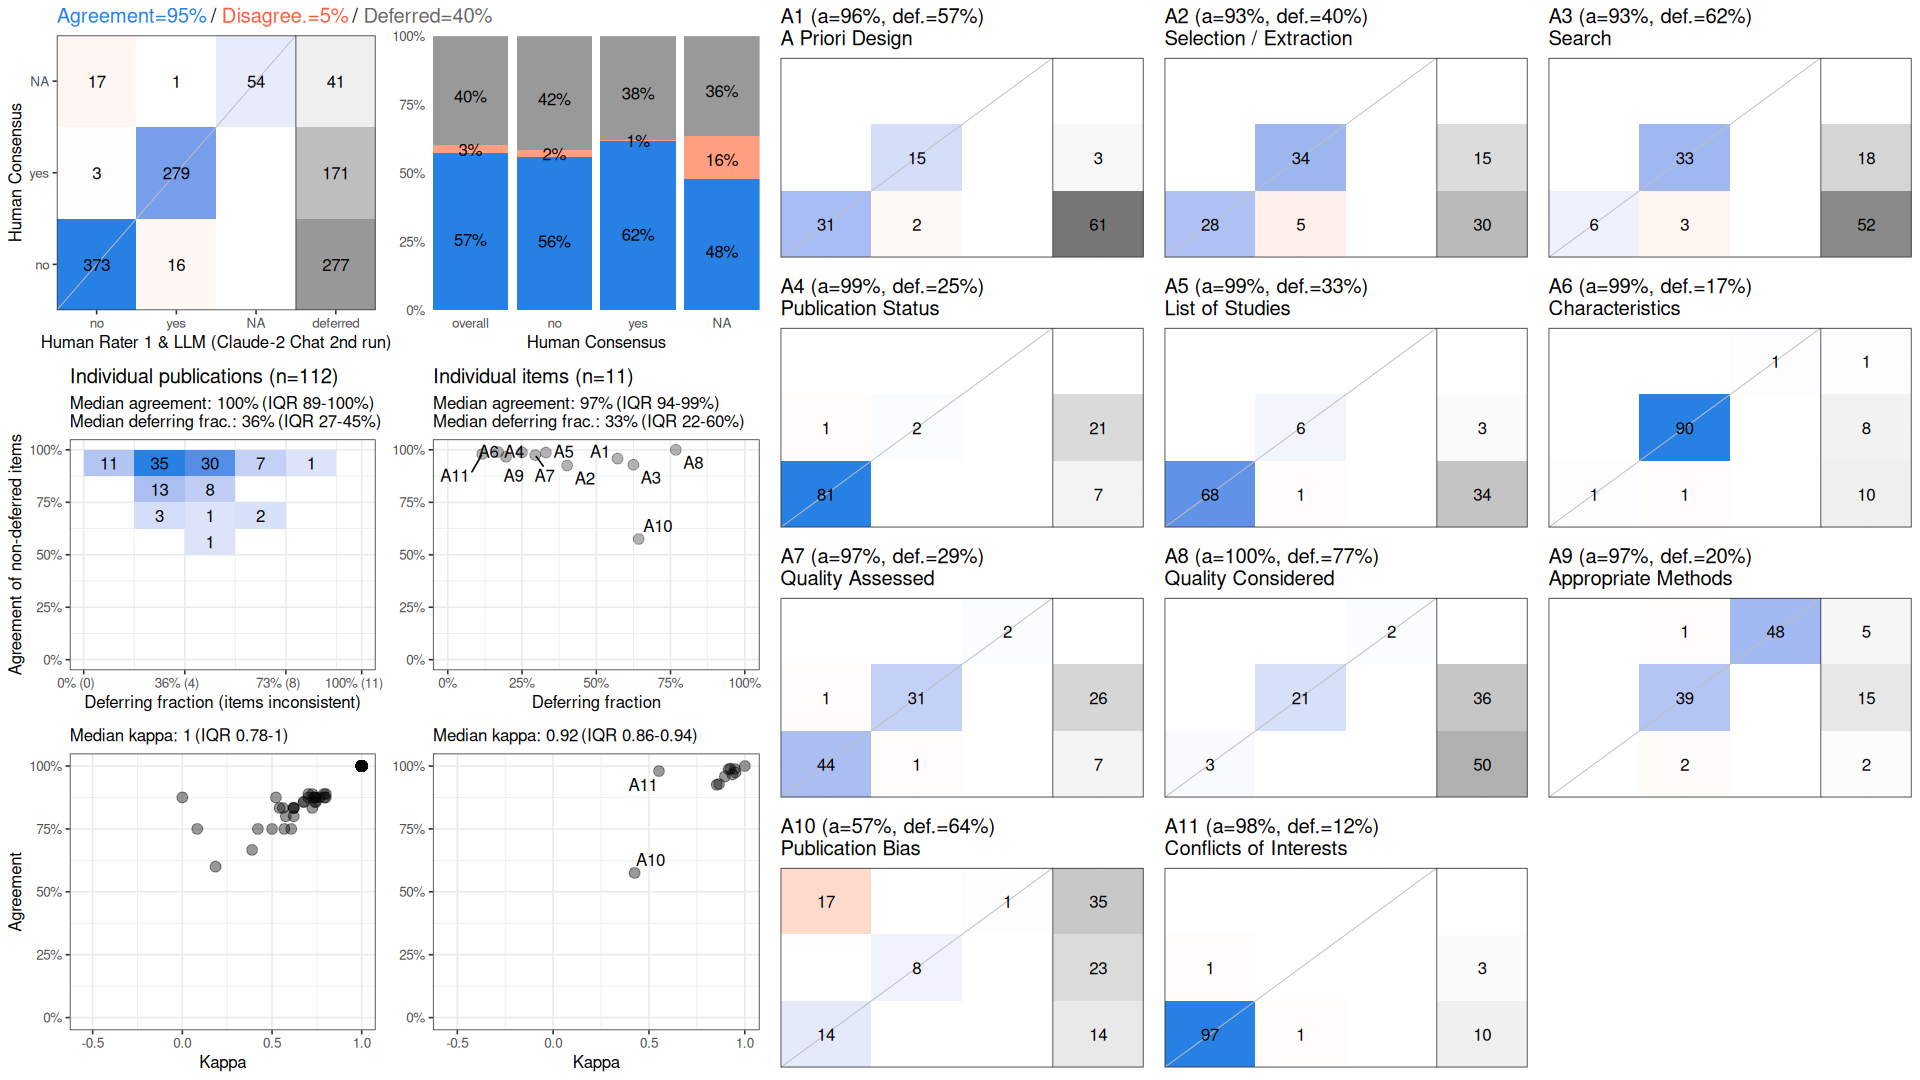 Agreement=95% / Disagree.=5% / Deferred=40%
Human Consensus
NA
yes
no
17 1 54 41
3 279 171
373 16 277
no yes NA deferred
Human Rater 1 & LLM (Claude-2 Chat 2nd run)
100%
75%
50%
25%
0%
40% 42% 38% 36%
3% 2% 1% 16%
57% 56% 62% 48%
overall no yes NA
Human Consensus
Individual publications (n=112)
Median agreement: 100% (IQR 89-100%)
Median deferring frac.: 36% (IQR 27-45%)
Agreement of non-deferred items
100%
75%
50%
25%
0%
11 35 30 7 1
13 8
3 1 2
1
0% (0) 36% (4) 73% (8) 100% (11)
Deferring fraction (items inconsistent)
Individual items (n=11)
Median agreement: 97% (IQR 94-99%)
Median deferring frac.: 33% (IQR 22-60%)
100%
75%
50%
25%
0%
A6 A4 A5 A1
A11 A9 A7 A2 A3 A8
A10
0% 25% 50% 75% 100%
Deferring fraction
Median kappa: 1 (IQR 0.78-1)
Agreement
100%
75%
50%
25%
0%
-0.5 0.0 0.5 1.0
Kappa
Median kappa: 0.92 (IQR 0.86-0.94)
100%
75%
50%
25%
0%
A11
A10
-0.5 0.0 0.5 1.0
Kappa
A1 (a=96%, def.=57%)
A Priori Design
15 3
31 2 61
A2 (a=93%, def.=40%)
Selection / Extraction
34 15
28 5 30
A3 (a=93%, def.=62%)
Search
33 18
6 3 52
A4 (a=99%, def.=25%)
Publication Status
1 2 21
81 7
A5 (a=99%, def.=33%)
List of Studies
6 3
68 1 34
A6 (a=99%, def.=17%)
Characteristics
1 1
90 8
1 1 10
A7 (a=97%, def.=29%)
Quality Assessed
2
1 31 26
44 1 7
A8 (a=100%, def.=77%)
Quality Considered
2
21 36
3 50
A9 (a=97%, def.=20%)
Appropriate Methods
1 48 5
39 15
2 2
A10 (a=57%, def.=64%)
Publication Bias
17 1 35
8 23
14 14
A11 (a=98%, def.=12%)
Conflicts of Interests
1 3
97 1 10